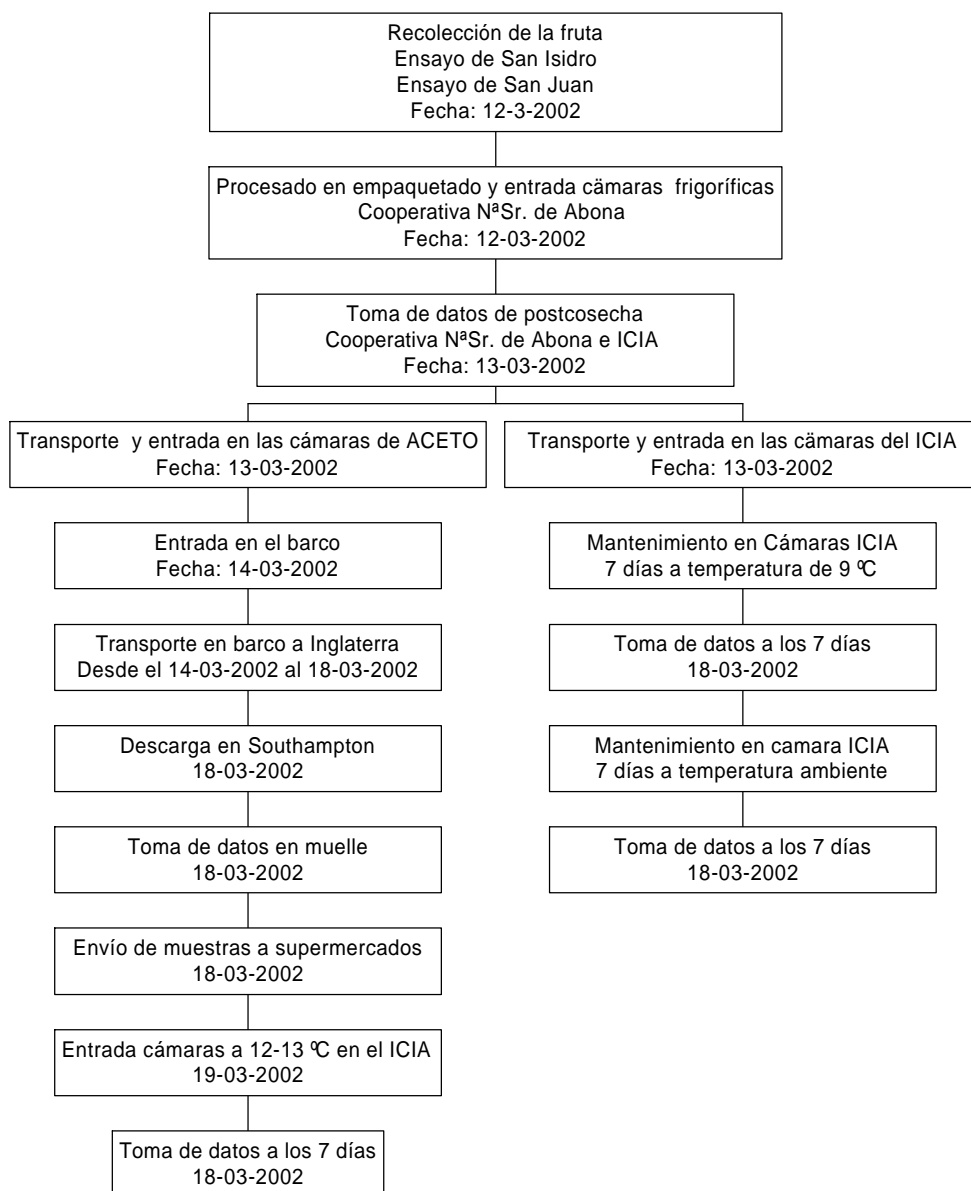 Recolección de la fruta
Ensayo de San Isidro
Ensayo de San Juan
Fecha: 12-3-2002
Procesado en empaquetado y entrada cämaras frigoríficas
Cooperativa NªSr. de Abona
Fecha: 12-03-2002
Toma de datos de postcosecha
Cooperativa NªSr. de Abona e ICIA
Fecha: 13-03-2002
Transporte y entrada en las cámaras de ACETO
Fecha: 13-03-2002
Entrada en el barco
Fecha: 14-03-2002
Transporte en barco a Inglaterra
Desde el 14-03-2002 al 18-03-2002
Descarga en Southampton
18-03-2002
Toma de datos en muelle
18-03-2002
Envío de muestras a supermercados
18-03-2002
Entrada cámaras a 12-13 ºC en el ICIA
19-03-2002
Toma de datos a los 7 días
18-03-2002
Transporte y entrada en las cämaras del ICIA
Fecha: 13-03-2002
Mantenimiento en Cámaras ICIA
7 días a temperatura de 9 ºC
Toma de datos a los 7 días
18-03-2002
Mantenimiento en camara ICIA
7 días a temperatura ambiente
Toma de datos a los 7 días
18-03-2002